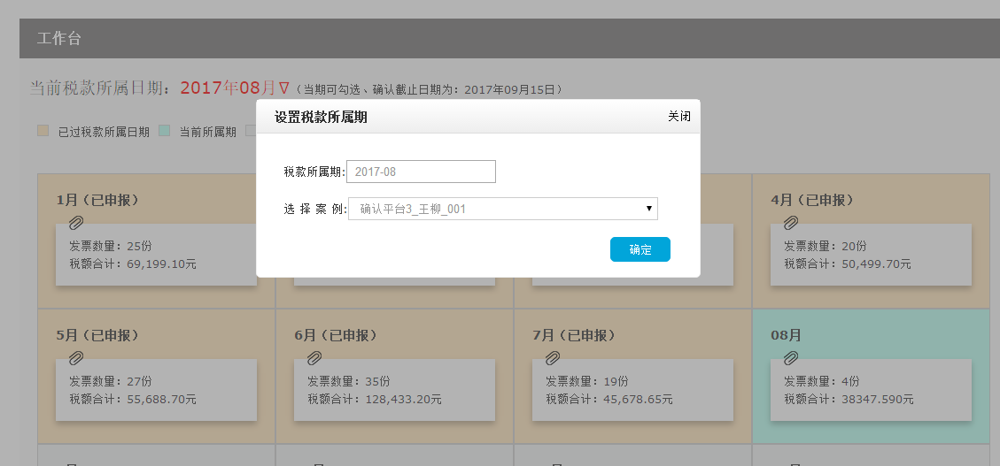 工作台
当前税款所属日期：2017年08月∇（当期可勾选、确认截止日期为：2017年09月15日）
已过税款所属日期 当前所属期
设置税款所属期 关闭
税款所属期: 2017-08
选 择 案 例: 确认平台3_王柳_001
确定
1月（已申报）
发票数量：25份
税额合计：69,199.10元
4月（已申报）
发票数量：20份
税额合计：50,499.70元
5月（已申报）
发票数量：27份
税额合计：55,688.70元
6月（已申报）
发票数量：35份
税额合计：128,433.20元
7月（已申报）
发票数量：19份
税额合计：45,678.65元
08月
发票数量：4份
税额合计：38347.590元